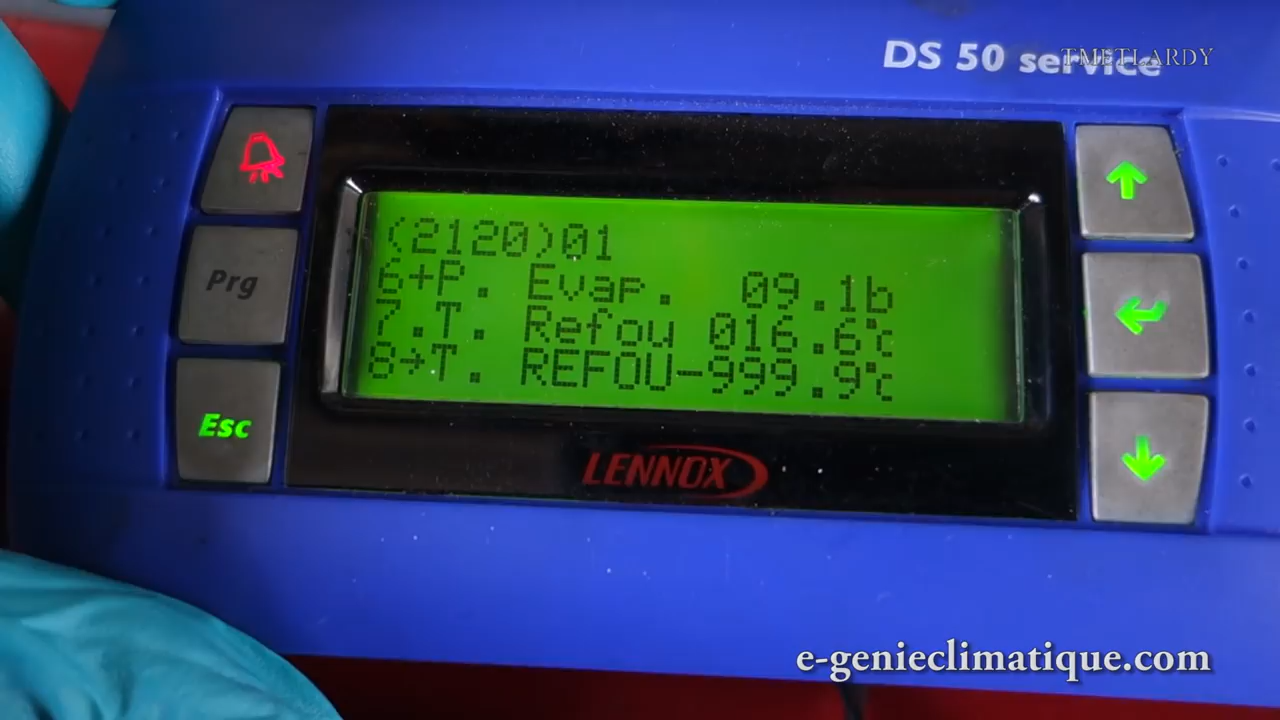 DS 50 service
TMETLARDY
Prg
Esc
(2120)01
6+P. Evap. 09.1b
7.T. Refou 016.6℃
8→T. REFOU-999.9℃
LENNOX
e-genieclimatique.com